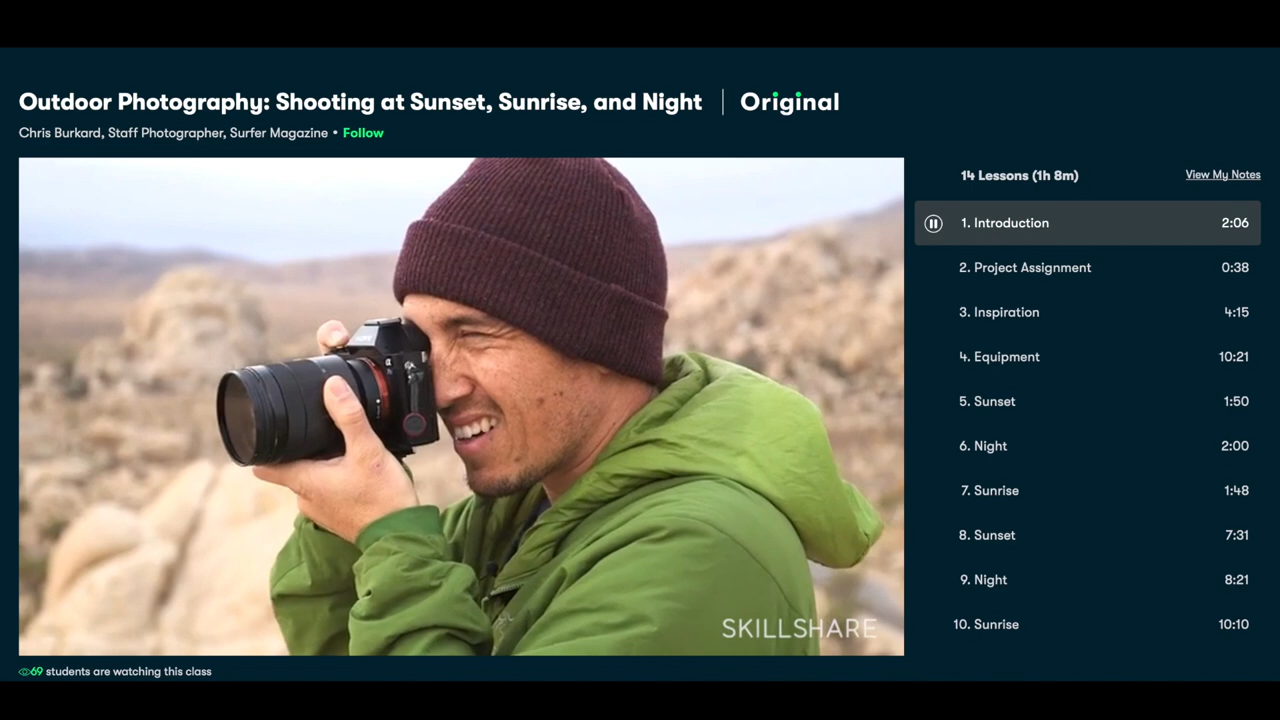 Outdoor Photography: Shooting at Sunset, Sunrise, and Night | Original
Chris Burkard, Staff Photographer, Surfer Magazine • Follow
14 Lessons (1h 8m) View My Notes
1. Introduction 2:06
2. Project Assignment 0:38
3. Inspiration 4:15
4. Equipment 10:21
5. Sunset 1:50
6. Night 2:00
7. Sunrise 1:48
8. Sunset 7:31
9. Night 8:21
10. Sunrise 10:10
SKILLSHARE
69 students are watching this class